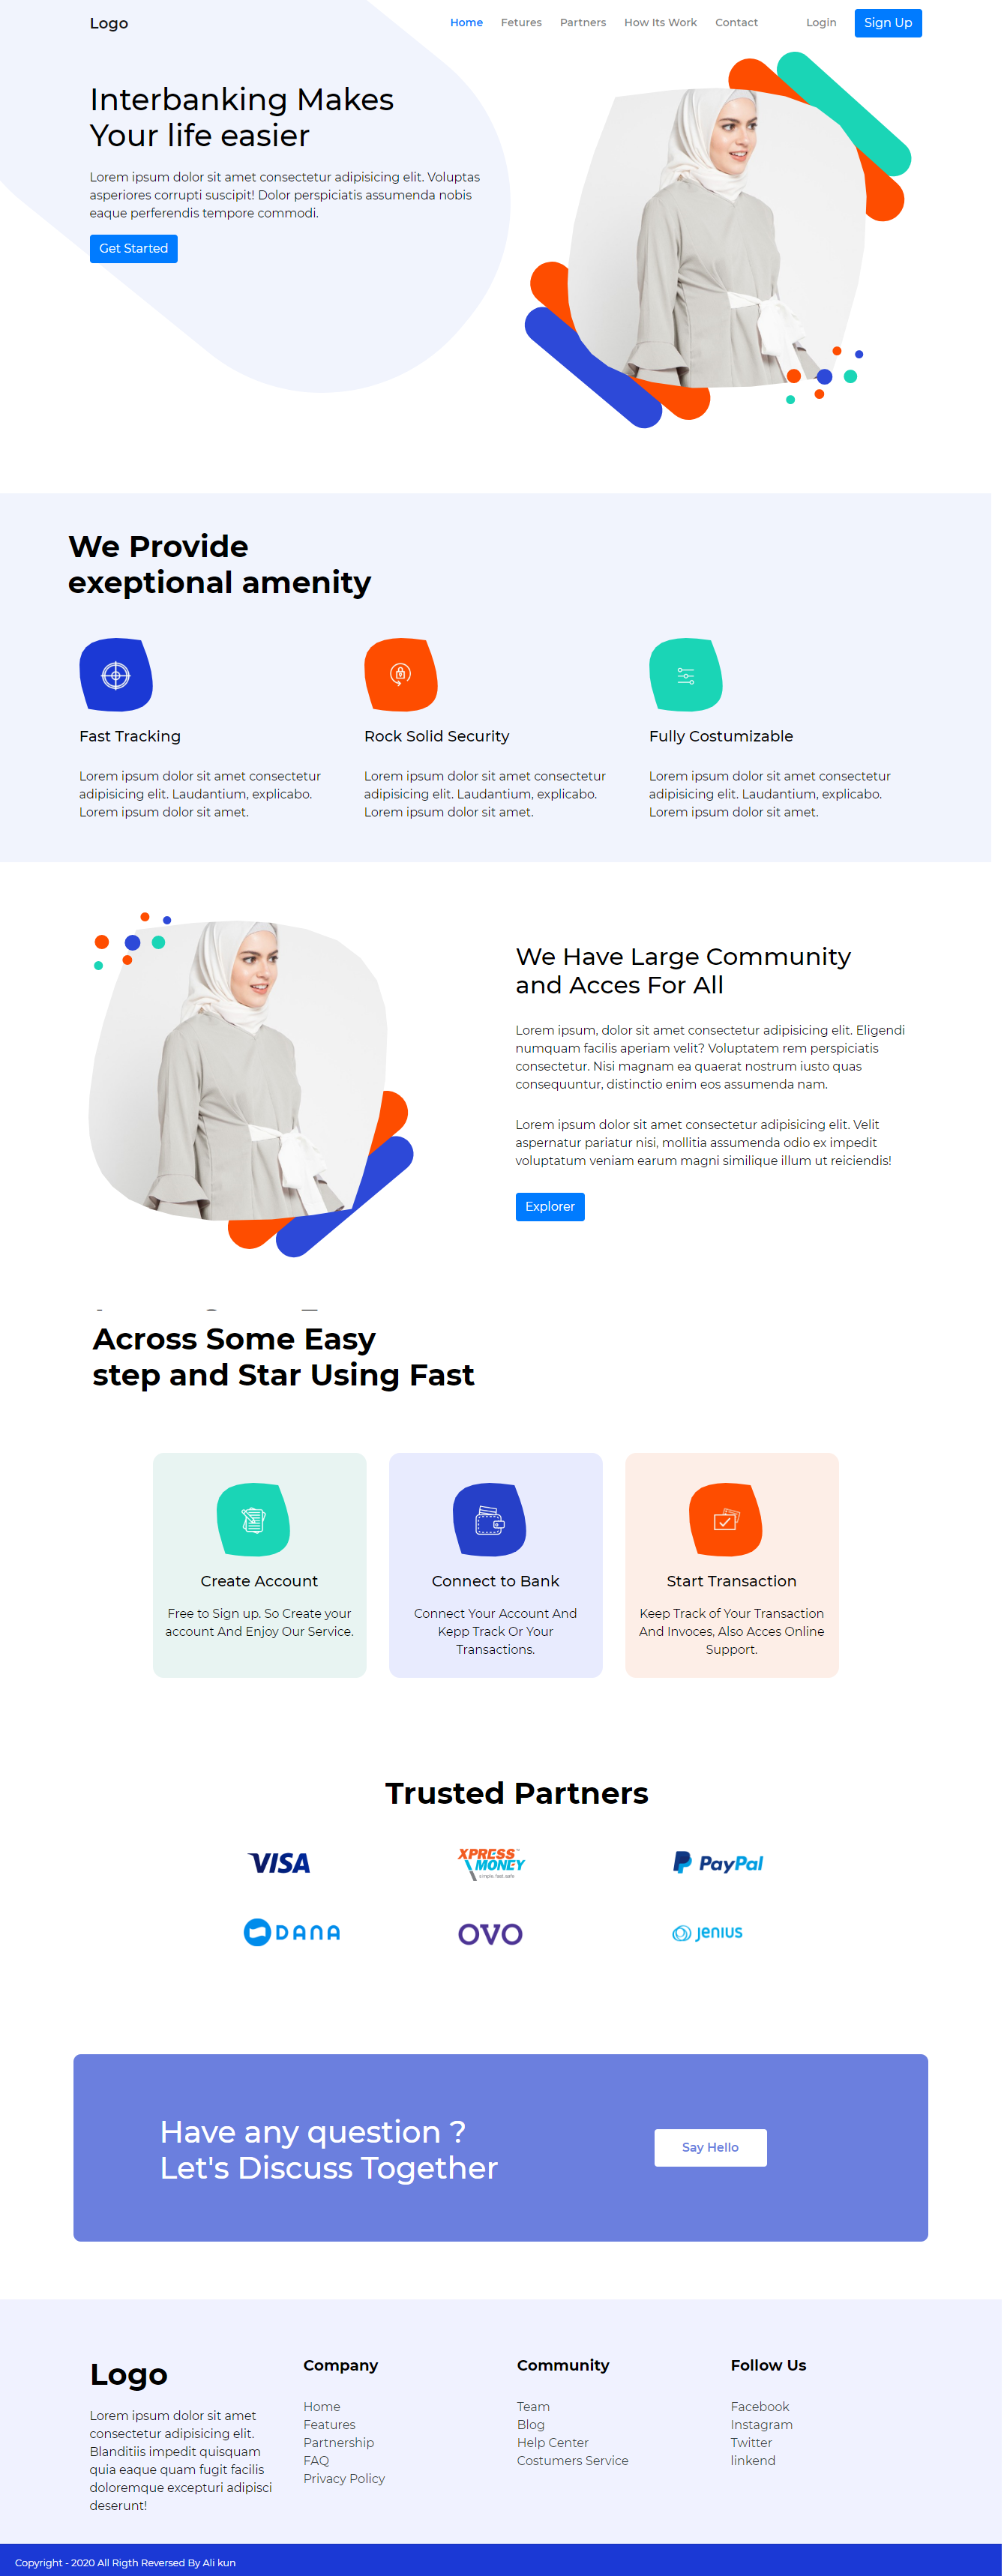 Logo
Home Fetures Partners How Its Work Contact Login Sign Up
Interbanking Makes
Your life easier
Lorem ipsum dolor sit amet consectetur adipisicing elit. Voluptas
asperiores corrupti suscipit! Dolor perspiciatis assumenda nobis
eaque perferendis tempore commodi.
Get Started
We Provide
exeptional amenity
Fast Tracking
Lorem ipsum dolor sit amet consectetur
adipisicing elit. Laudantium, explicabo.
Lorem ipsum dolor sit amet.
Rock Solid Security
Lorem ipsum dolor sit amet consectetur
adipisicing elit. Laudantium, explicabo.
Lorem ipsum dolor sit amet.
Fully Costumizable
Lorem ipsum dolor sit amet consectetur
adipisicing elit. Laudantium, explicabo.
Lorem ipsum dolor sit amet.
We Have Large Community
and Acces For All
Lorem ipsum, dolor sit amet consectetur adipisicing elit. Eligendi
numquam facilis aperiam velit? Voluptatem rem perspiciatis
consectetur. Nisi magnam ea quaerat nostrum iusto quas
consequuntur, distinctio enim eos assumenda nam.
Lorem ipsum dolor sit amet consectetur adipisicing elit. Velit
aspernatur pariatur nisi, mollitia assumenda odio ex impedit
voluptatum veniam earum magni similique illum ut reiciendis!
Explorer
Across Some Easy
step and Star Using Fast
Create Account
Free to Sign up. So Create your
account And Enjoy Our Service.
Connect to Bank
Connect Your Account And
Kepp Track Or Your
Transactions.
Start Transaction
Keep Track of Your Transaction
And Invoces, Also Acces Online
Support.
Trusted Partners
VISA
XPRESS
MONEY
simple.fast.safe
PayPal
DANA
OVO
Jenius
Have any question ?
Let's Discuss Together
Say Hello
Logo
Lorem ipsum dolor sit amet
consectetur adipisicing elit.
Blanditiis impedit quisquam
quia eaque quam fugit facilis
doloremque excepturi adipisci
deserunt!
Company
Home
Features
Partnership
FAQ
Privacy Policy
Community
Team
Blog
Help Center
Costumers Service
Follow Us
Facebook
Instagram
Twitter
linkend
Copyright - 2020 All Rigth Reversed By Ali kun